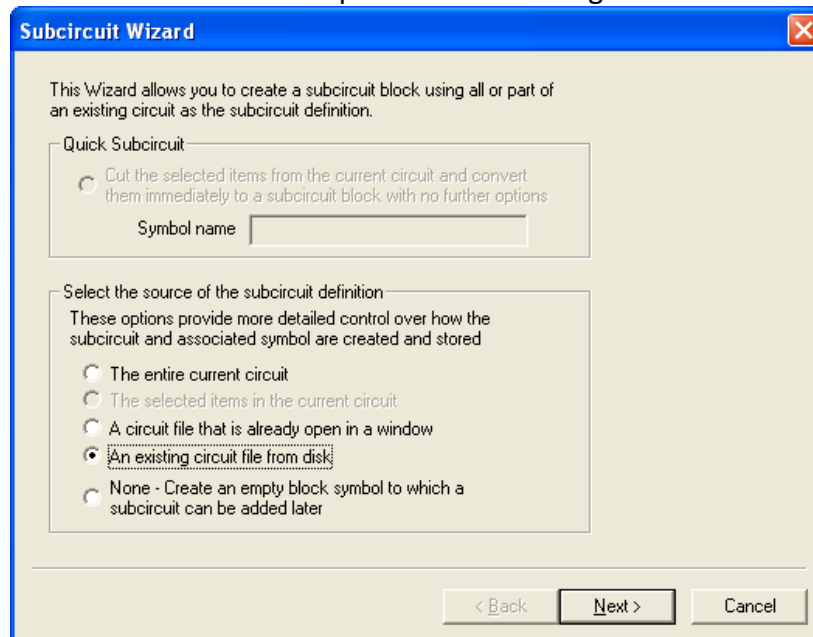 Subcircuit Wizard
This Wizard allows you to create a subcircuit block using all or part of
an existing circuit as the subcircuit definition.
Quick Subcircuit
Cut the selected items from the current circuit and convert
them immediately to a subcircuit block with no further options
Symbol name
Select the source of the subcircuit definition
These options provide more detailed control over how the
subcircuit and associated symbol are created and stored
The entire current circuit
The selected items in the current circuit
A circuit file that is already open in a window
An existing circuit file from disk
None - Create an empty block symbol to which a
subcircuit can be added later
< Back Next > Cancel